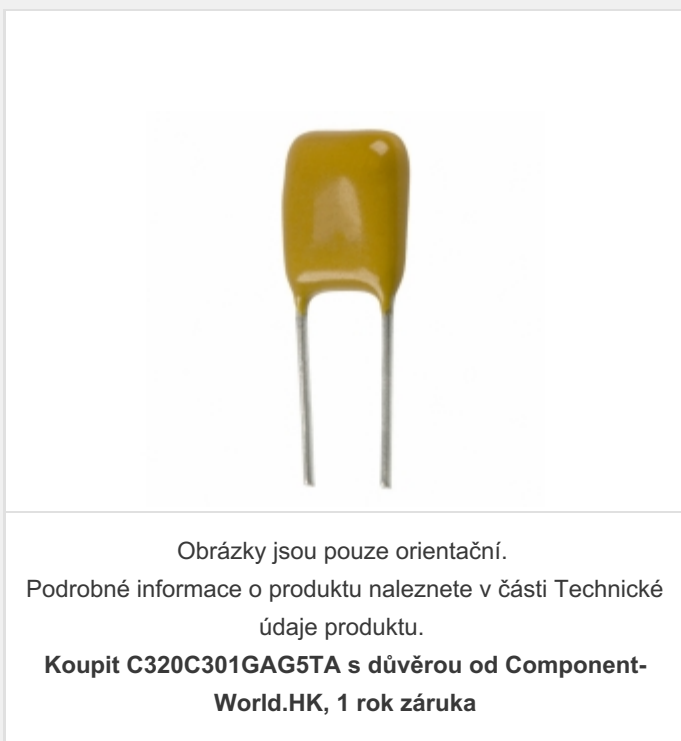 Obrázky jsou pouze orientační.
Podrobné informace o produktu naleznete v části Technické
údaje produktu.
Koupit C320C301GAG5TA s důvěrou od Component-
World.HK, 1 rok záruka